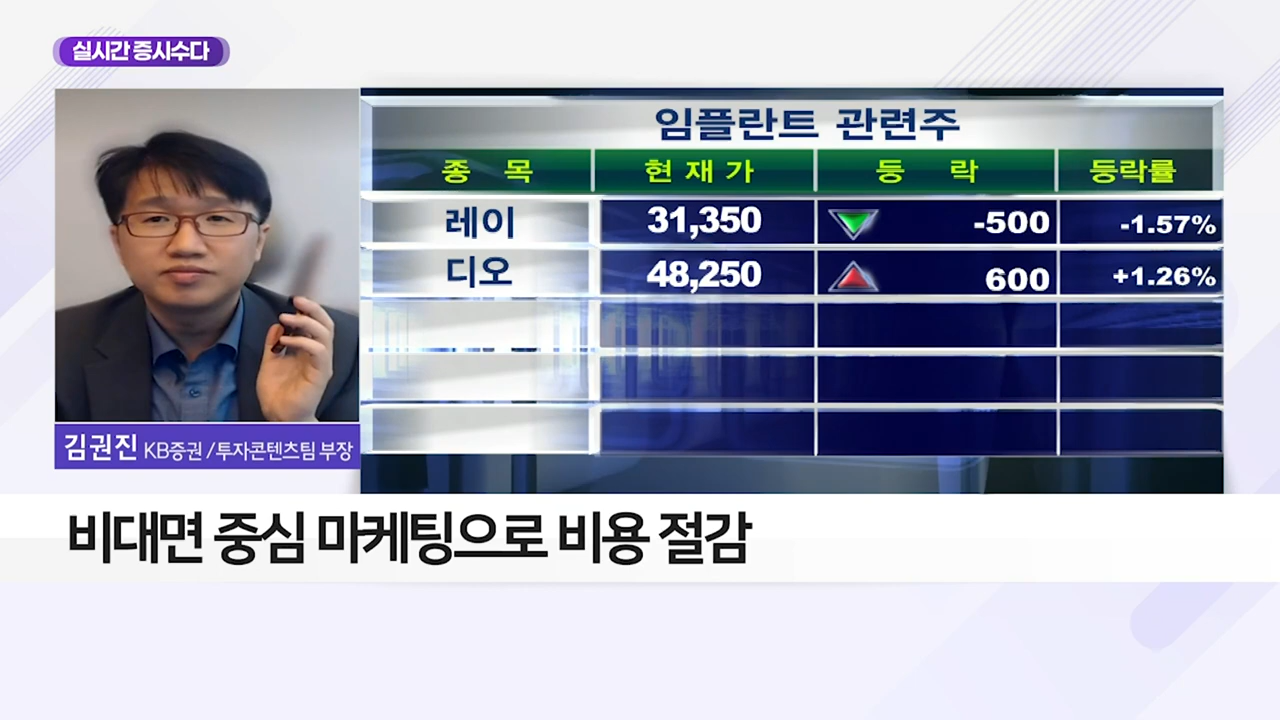 실시간 증시수다
임플란트 관련주
종 목 현 재 가 등 락 등락률
레이 31,350 -500 -1.57%
디오 48,250 600 +1.26%
김권진 KB증권 / 투자콘텐츠팀 부장
비대면 중심 마케팅으로 비용 절감